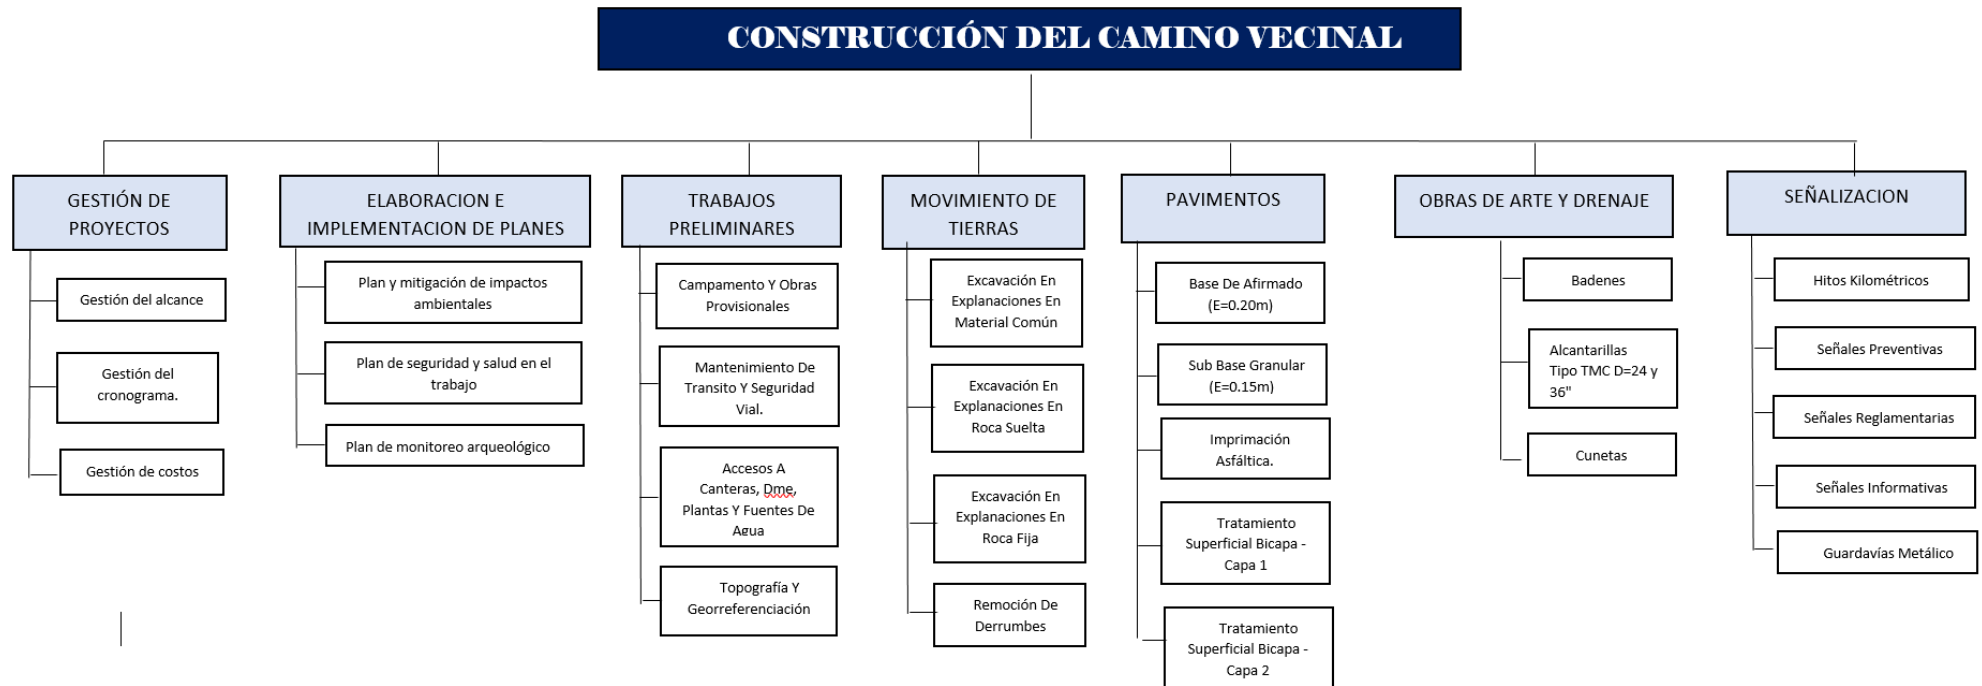 CONSTRUCCIÓN DEL CAMINO VECINAL
GESTIÓN DE
PROYECTOS
Gestión del alcance
Gestión del
cronograma.
Gestión de costos
ELABORACION E
IMPLEMENTACION DE PLANES
Plan y mitigación de impactos
ambientales
Plan de seguridad y salud en el
trabajo
Plan de monitoreo arqueológico
TRABAJOS
PRELIMINARES
Campamento Y Obras
Provisionales
Mantenimiento De
Transito Y Seguridad
Vial.
Accesos A
Canteras, Dme,
Plantas Y Fuentes De
Agua
Topografía Y
Georreferenciación
MOVIMIENTO DE
TIERRAS
Excavación En
Explanaciones En
Material Común
Excavación En
Explanaciones En
Roca Suelta
Excavación En
Explanaciones En
Roca Fija
Remoción De
Derrumbes
PAVIMENTOS
Base De Afirmado
(E=0.20m)
Sub Base Granular
(E=0.15m)
Imprimación
Asfáltica.
Tratamiento
Superficial Bicapa -
Capa 1
Tratamiento
Superficial Bicapa -
Capa 2
OBRAS DE ARTE Y DRENAJE
Badenes
Alcantarillas
Tipo TMC D=24 y
36"
Cunetas
SEÑALIZACION
Hitos Kilométricos
Señales Preventivas
Señales Reglamentarias
Señales Informativas
Guardavías Metálico